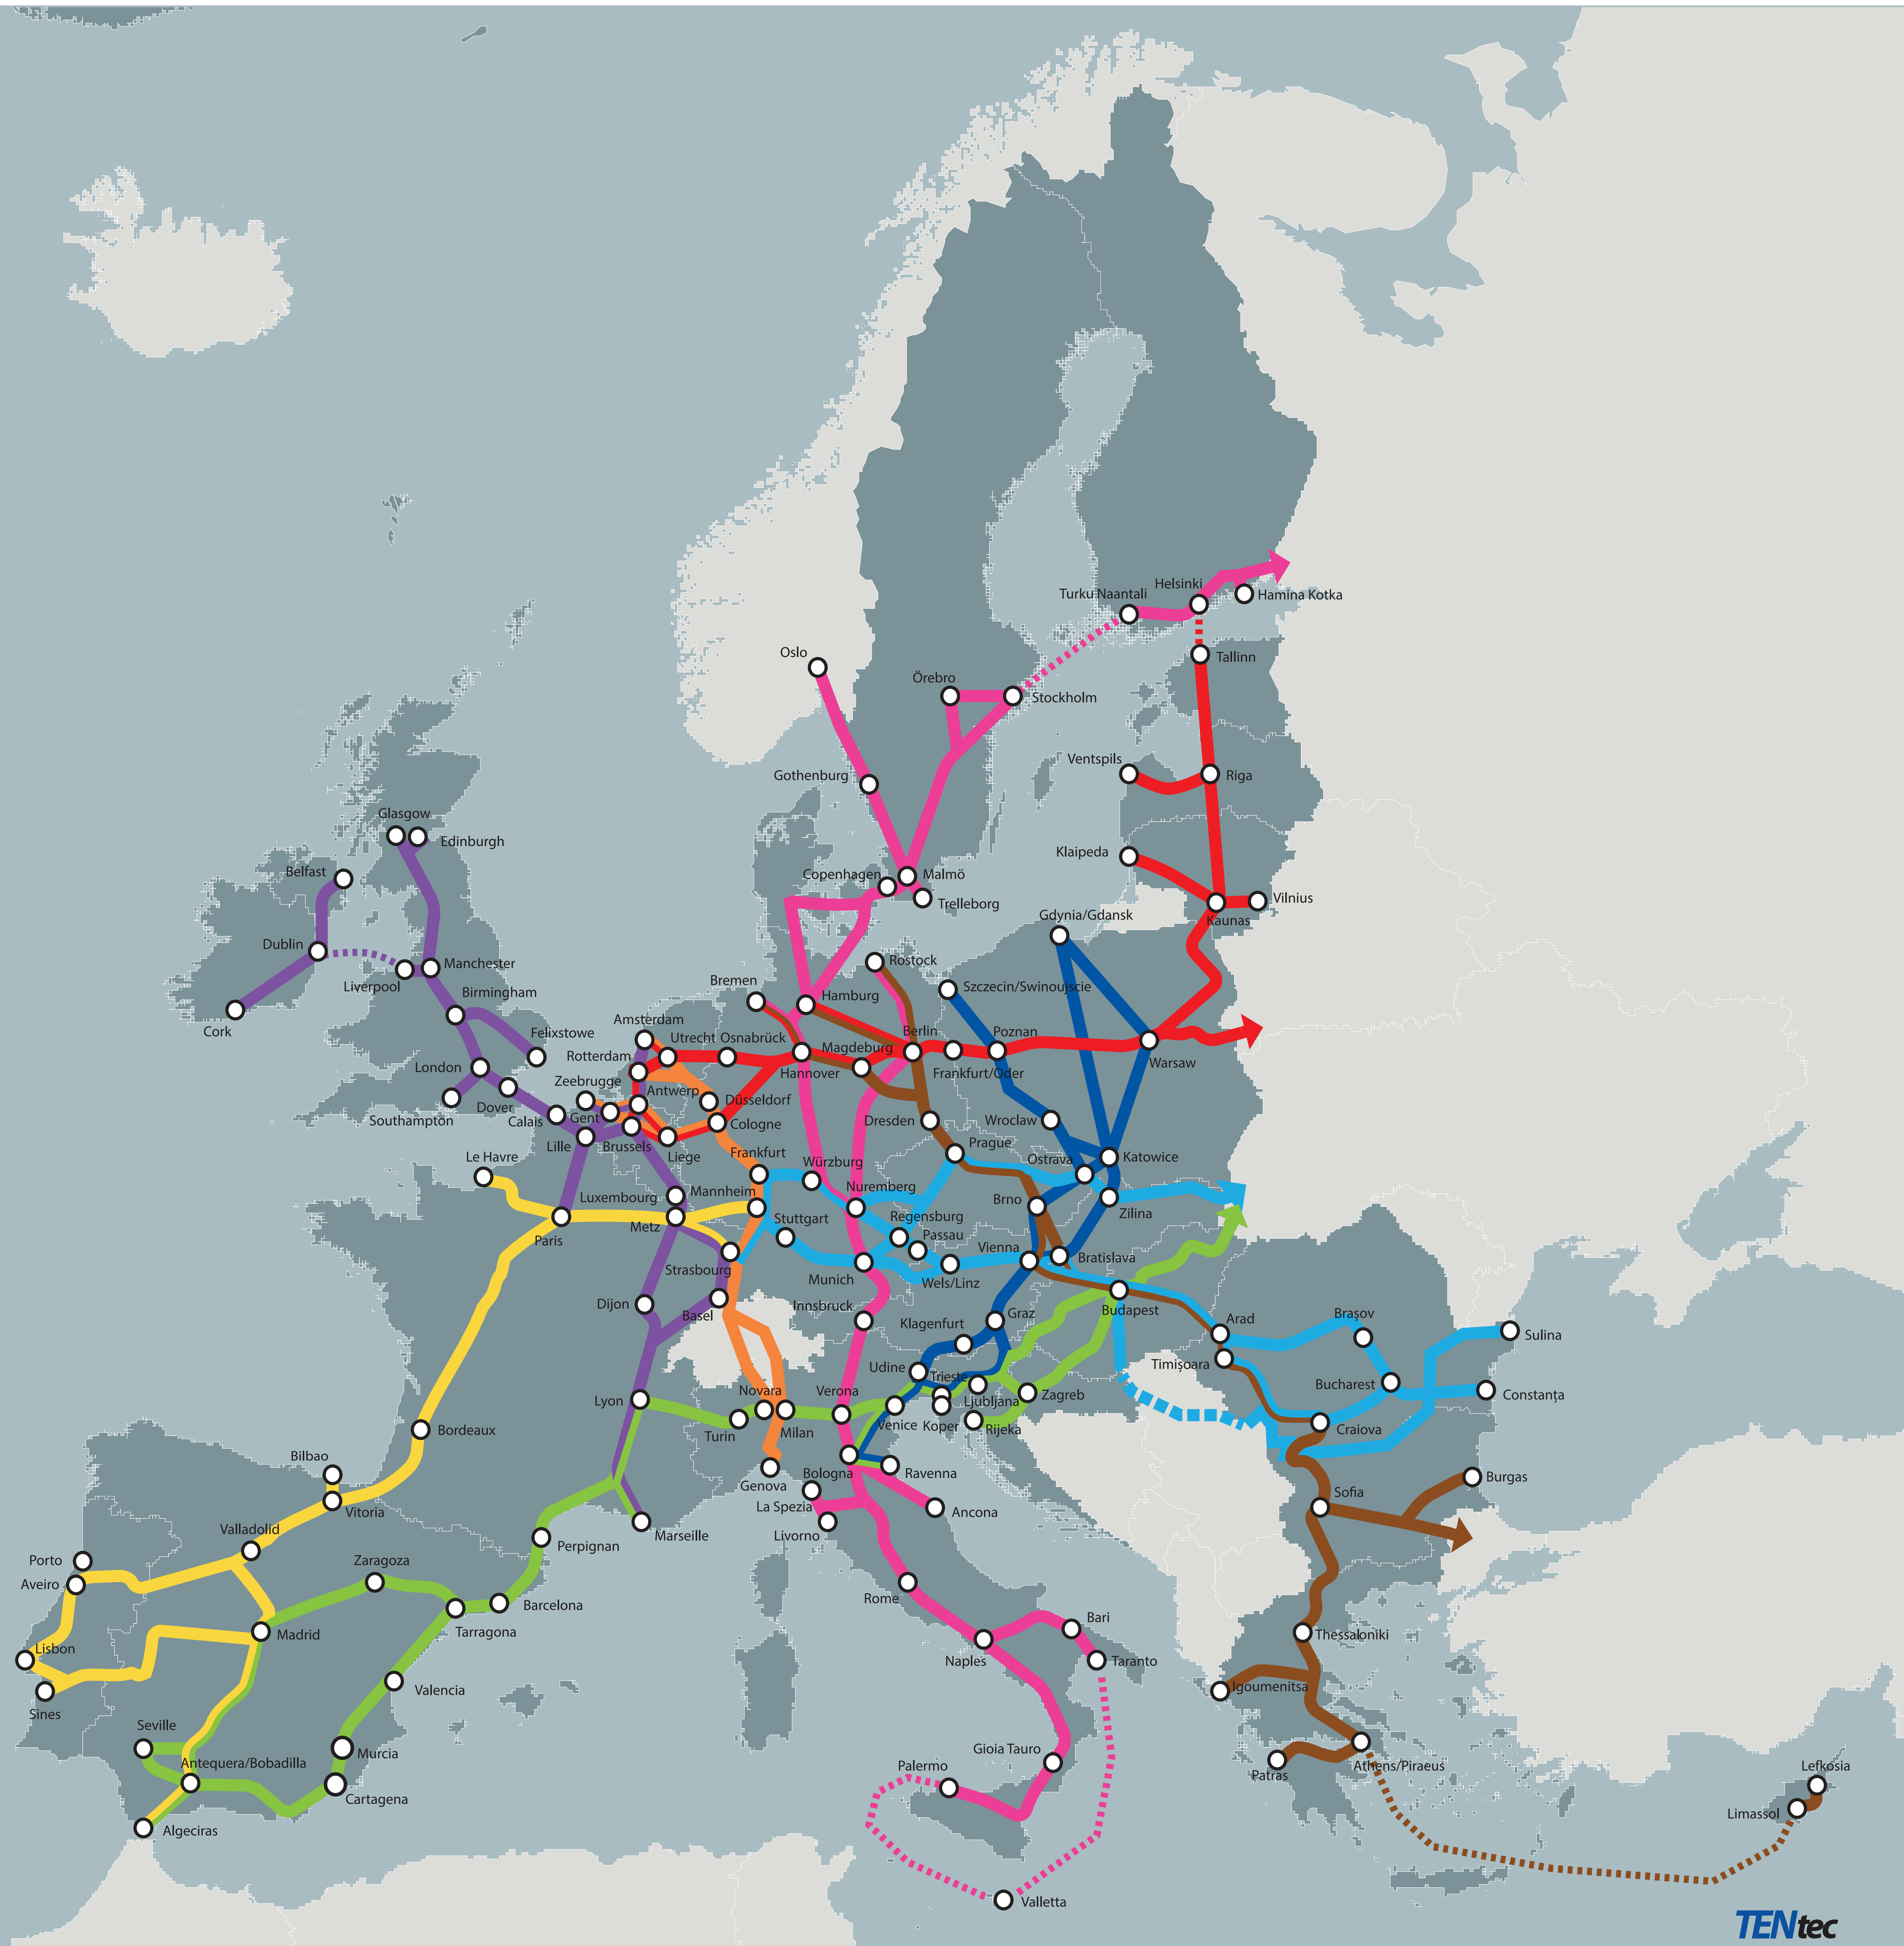 Helsinki
Turku Naantali
Hamina Kotka
Oslo
Tallinn
Örebro
Stockholm
Ventspils
Gothenburg
Riga
Glasgow
Edinburgh
Klaipeda
Belfast
Copenhagen
Malmö
Vilnius
Trelleborg
Gdynia/Gdansk
Kaunas
Dublin
Manchester
Rostock
Liverpool
Bremen
Szczecin/Swinoujscie
Birmingham
Hamburg
Cork
Amsterdam
Felixstowe
Utrecht
Osnabrück
Berlin
Poznan
Rotterdam
Magdeburg
Warsaw
London
Hannover
Frankfurt/Oder
Zeebrugge
Antwerp
Düsseldorf
Dover
Southampton
Calais
Gent
Cologne
Dresden
Wroclaw
Lille
Brussels
Liege
Prague
Le Havre
Frankfurt
Würzburg
Ostrava
Katowice
Luxembourg
Mannheim
Nuremberg
Brno
Zilina
Metz
Stuttgart
Regensburg
Paris
Passau
Vienna
Bratislava
Strasbourg
Munich
Wels/Linz
Dijon
Basel
Innsbruck
Budapest
Graz
Klagenfurt
Arad
Braşov
Sulina
Udine
Timişoara
Trieste
Bucharest
Constanţa
Lyon
Novara
Verona
Ljubljana
Zagreb
Turin
Milan
Venice
Koper
Rijeka
Craiova
Bordeaux
Bilbao
Genova
Bologna
Ravenna
Burgas
Vitoria
La Spezia
Ancona
Sofia
Valladolid
Livorno
Marseille
Perpignan
Porto
Zaragoza
Aveiro
Rome
Barcelona
Tarragona
Bari
Madrid
Thessaloniki
Lisbon
Naples
Taranto
Valencia
Igoumenitsa
Sines
Seville
Murcia
Gioia Tauro
Antequera/Bobadilla
Palermo
Patras
Athens/Piraeus
Lefkosia
Cartagena
Limassol
Algeciras
Valletta
TENtec